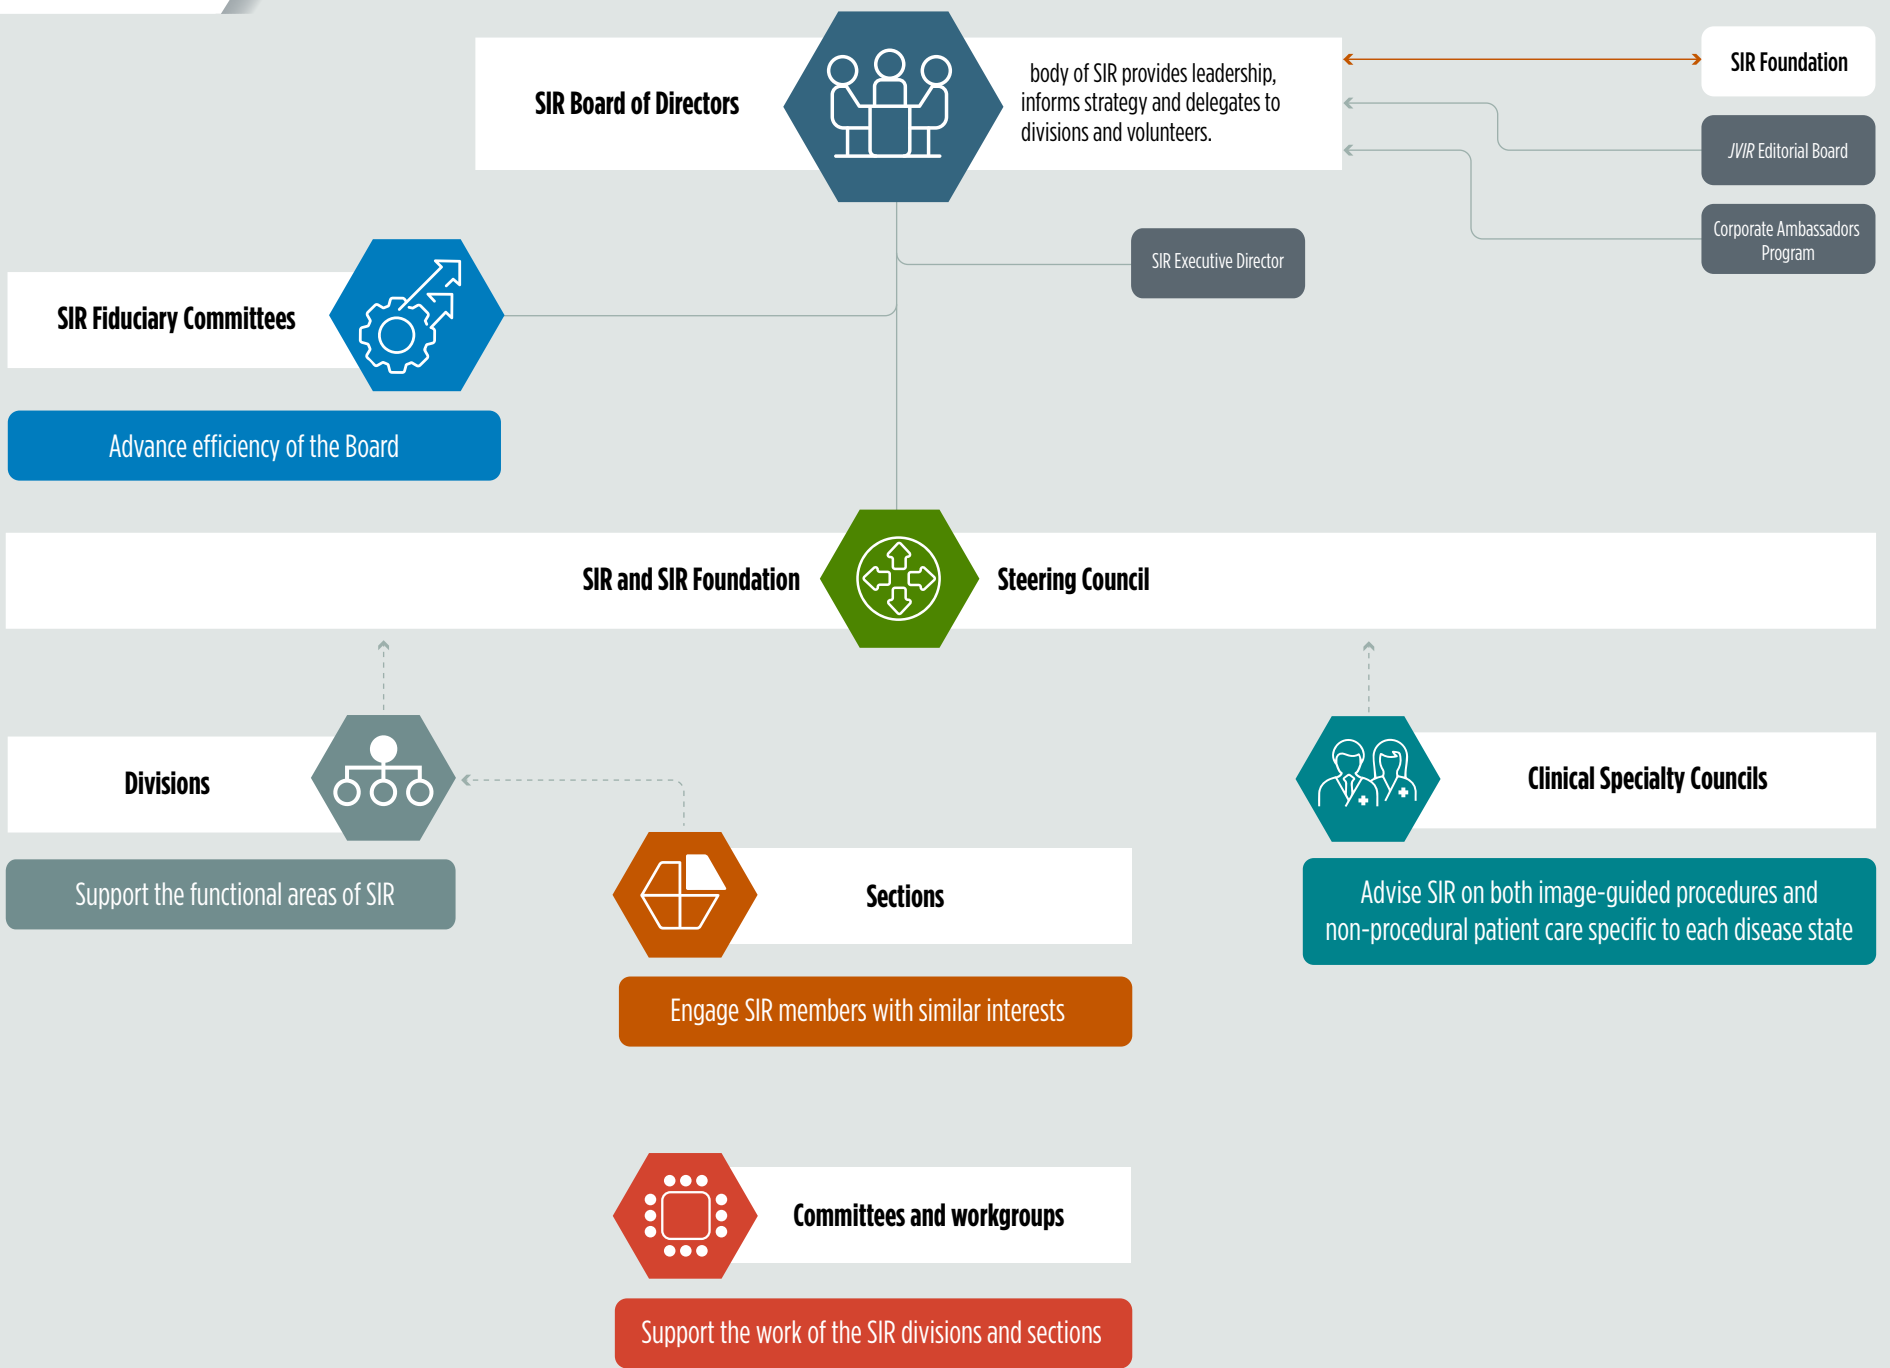 SIR Board of Directors
body of SIR provides leadership,
informs strategy and delegates to
divisions and volunteers.
SIR Foundation
JVIR Editorial Board
Corporate Ambassadors
Program
SIR Executive Director
SIR Fiduciary Committees
Advance efficiency of the Board
SIR and SIR Foundation
Steering Council
Divisions
Support the functional areas of SIR
Clinical Specialty Councils
Advise SIR on both image-guided procedures and
non-procedural patient care specific to each disease state
Sections
Engage SIR members with similar interests
Committees and workgroups
Support the work of the SIR divisions and sections